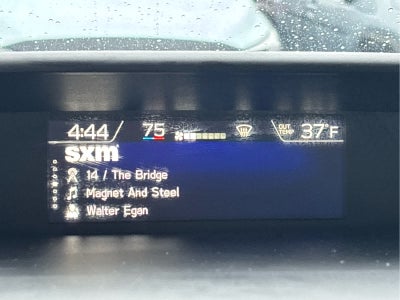 4:44 75 OUT TEMP 37°F
sxm
14 / The Bridge
Magnet And Steel
Walter Egan